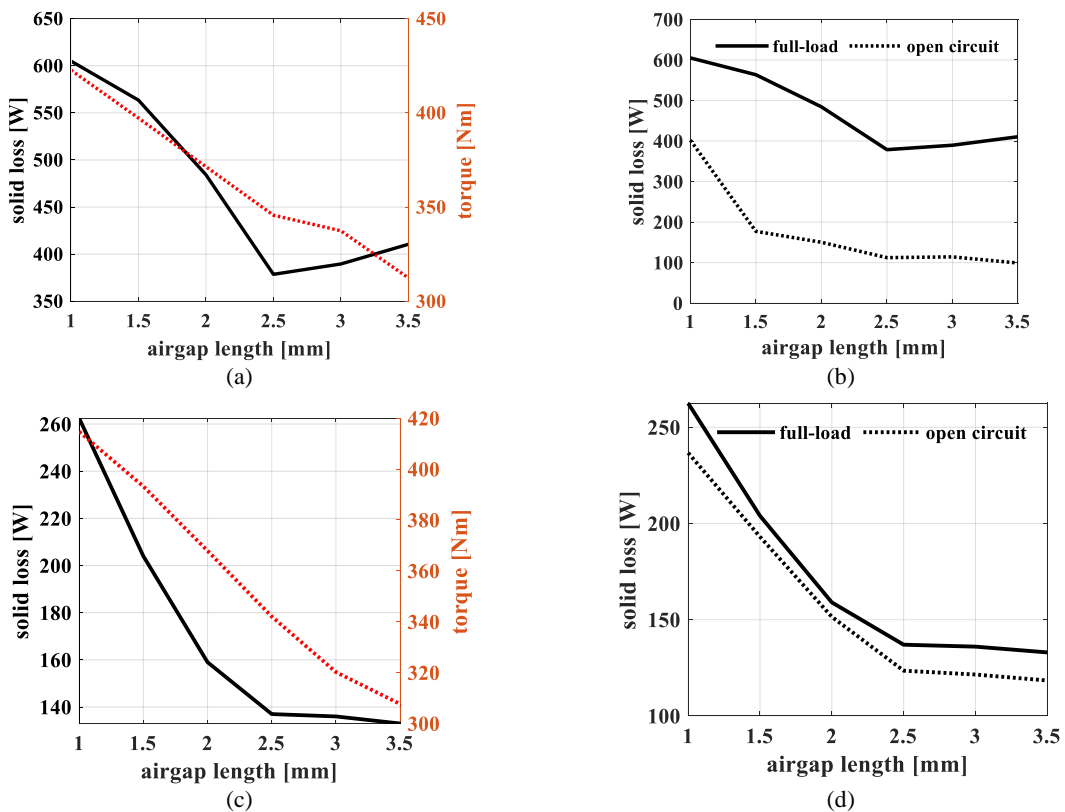 650
600
550
500
450
400
350
solid loss [W]
450
400
350
300
torque [Nm]
1 1.5 2 2.5 3 3.5
airgap length [mm]
(a)
700
600
500
400
300
200
100
0
solid loss [W]
full-load open circuit
1 1.5 2 2.5 3 3.5
airgap length [mm]
(b)
260
240
220
200
180
160
140
solid loss [W]
420
400
380
360
340
320
300
torque [Nm]
1 1.5 2 2.5 3 3.5
airgap length [mm]
(c)
250
200
150
100
solid loss [W]
full-load open circuit
1 1.5 2 2.5 3 3.5
airgap length [mm]
(d)